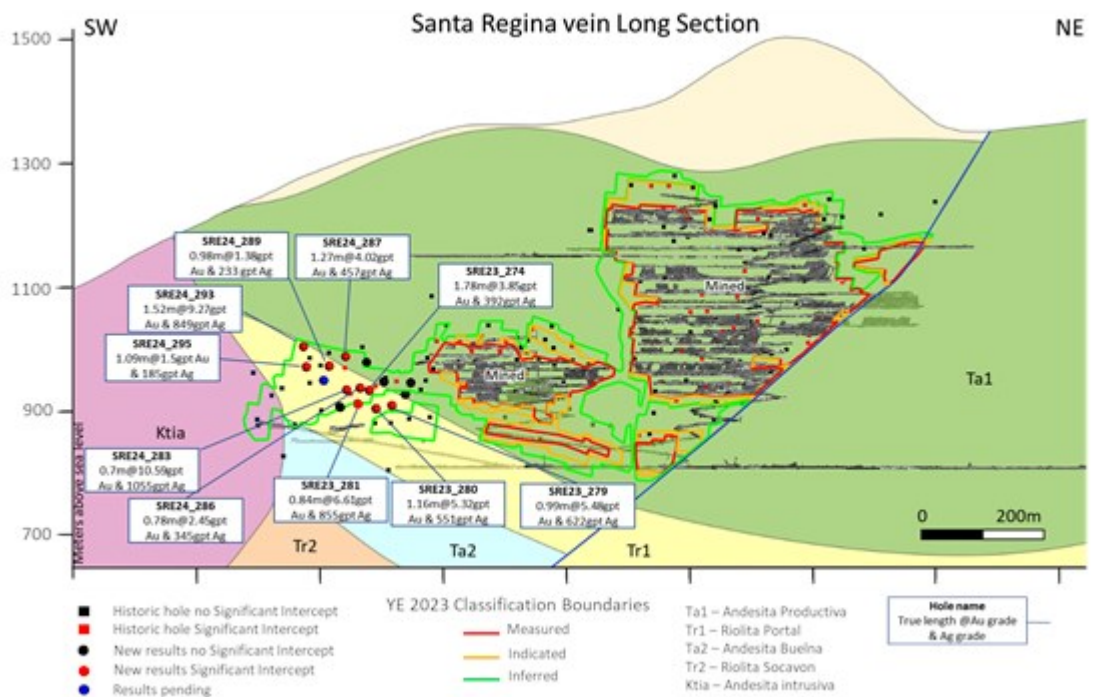 Santa Regina vein Long Section
SW
NE
1500
1300
1100
900
700
Meters above sea level
SRE24_289
0.98m@1.38gpt
Au & 233 gpt Ag
SRE24_287
1.27m@4.02gpt
Au & 457gpt Ag
SRE23_274
1.78m@3.85gpt
Au & 392gpt Ag
SRE24_293
1.52m@9.27gpt
Au & 849gpt Ag
SRE24_295
1.09m@1.5gpt Au
& 185gpt Ag
SRE24_283
0.7m@10.59gpt
Au & 1055gpt Ag
SRE24_286
0.78m@2.45gpt
Au & 345gpt Ag
SRE23_281
0.84m@6.61gpt
Au & 855gpt Ag
SRE23_280
1.16m@5.32gpt
Au & 551gpt Ag
SRE23_279
0.99m@5.48gpt
Au & 622gpt Ag
Mined
Mined
Ta1
Ktia
Tr2
Ta2
Tr1
0 200m
Historic hole no Significant Intercept
Historic hole Significant Intercept
New results no Significant Intercept
New results Significant Intercept
Results pending
YE 2023 Classification Boundaries
Measured
Indicated
Inferred
Ta1 – Andesita Productiva
Tr1 – Riolita Portal
Ta2 – Andesita Buelna
Tr2 – Riolita Socavon
Ktia – Andesita intrusiva
Hole name
True length @Au grade
& Ag grade